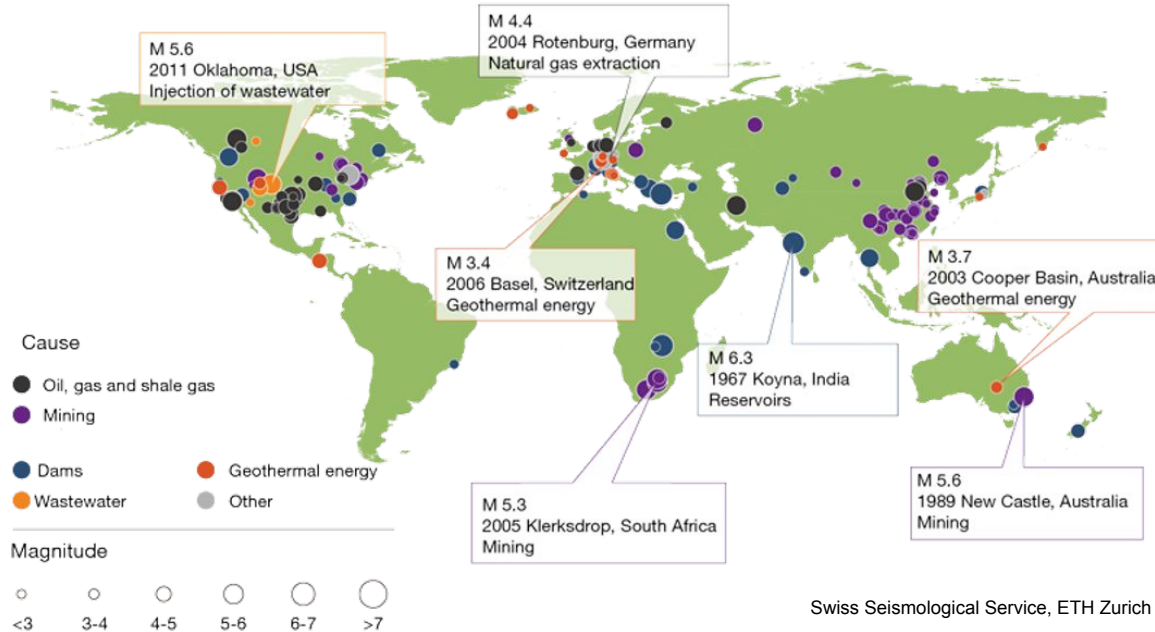 M 5.6
2011 Oklahoma, USA
Injection of wastewater
M 4.4
2004 Rotenburg, Germany
Natural gas extraction
M 3.4
2006 Basel, Switzerland
Geothermal energy
M 3.7
2003 Cooper Basin, Australia
Geothermal energy
M 6.3
1967 Koyna, India
Reservoirs
M 5.3
2005 Klerksdrop, South Africa
Mining
M 5.6
1989 New Castle, Australia
Mining
Cause
Oil, gas and shale gas
Mining
Dams
Geothermal energy
Wastewater
Other
Magnitude
<3 3-4 4-5 5-6 6-7 >7
Swiss Seismological Service, ETH Zurich